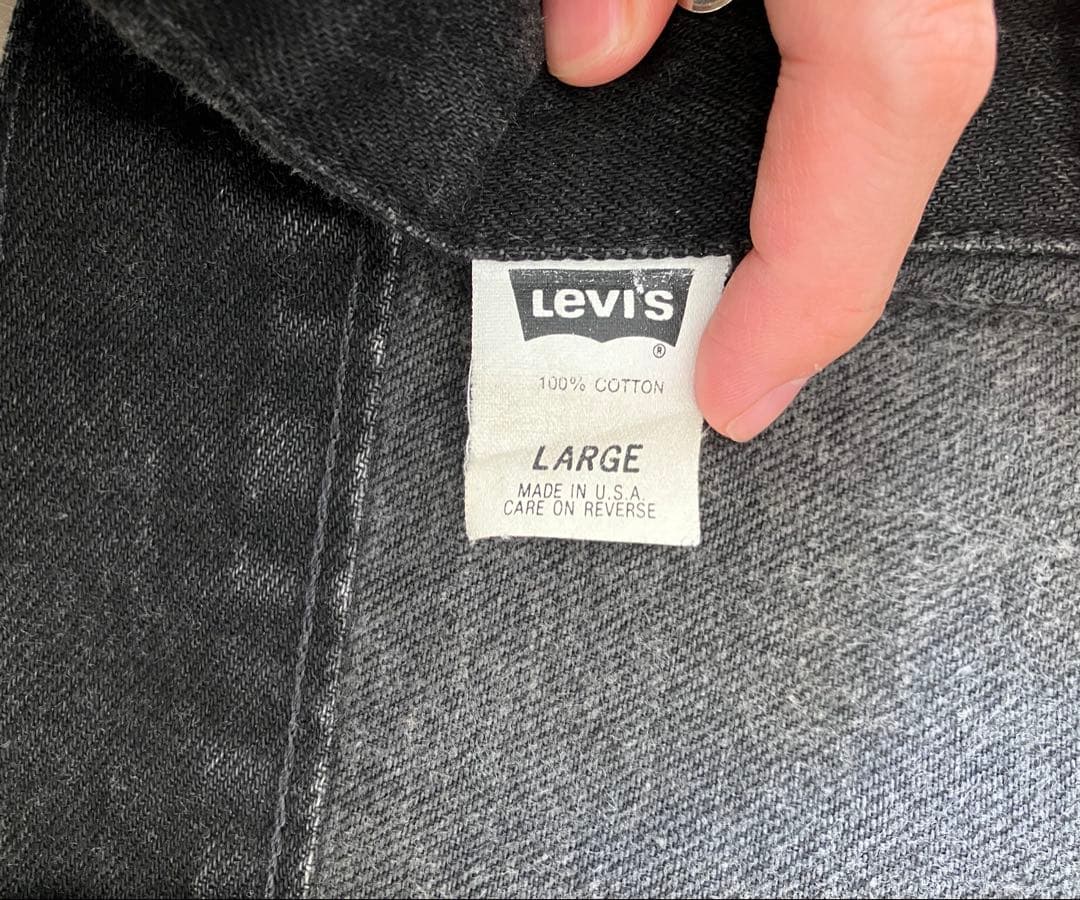 LEVI'S
®
100% COTTON
LARGE
MADE IN U.S.A.
CARE ON REVERSE